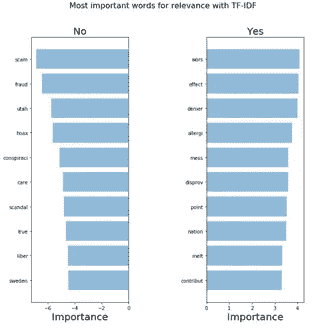 Most important words for relevance with TF-IDF
No
Yes
scam
fraud
utah
hoax
conspiraci
care
scandal
true
liber
sweden
−6
−4
−2
0
Importance
wors
effect
denier
allergi
mess
disprov
point
nation
melt
contribut
0
1
2
3
4
Importance